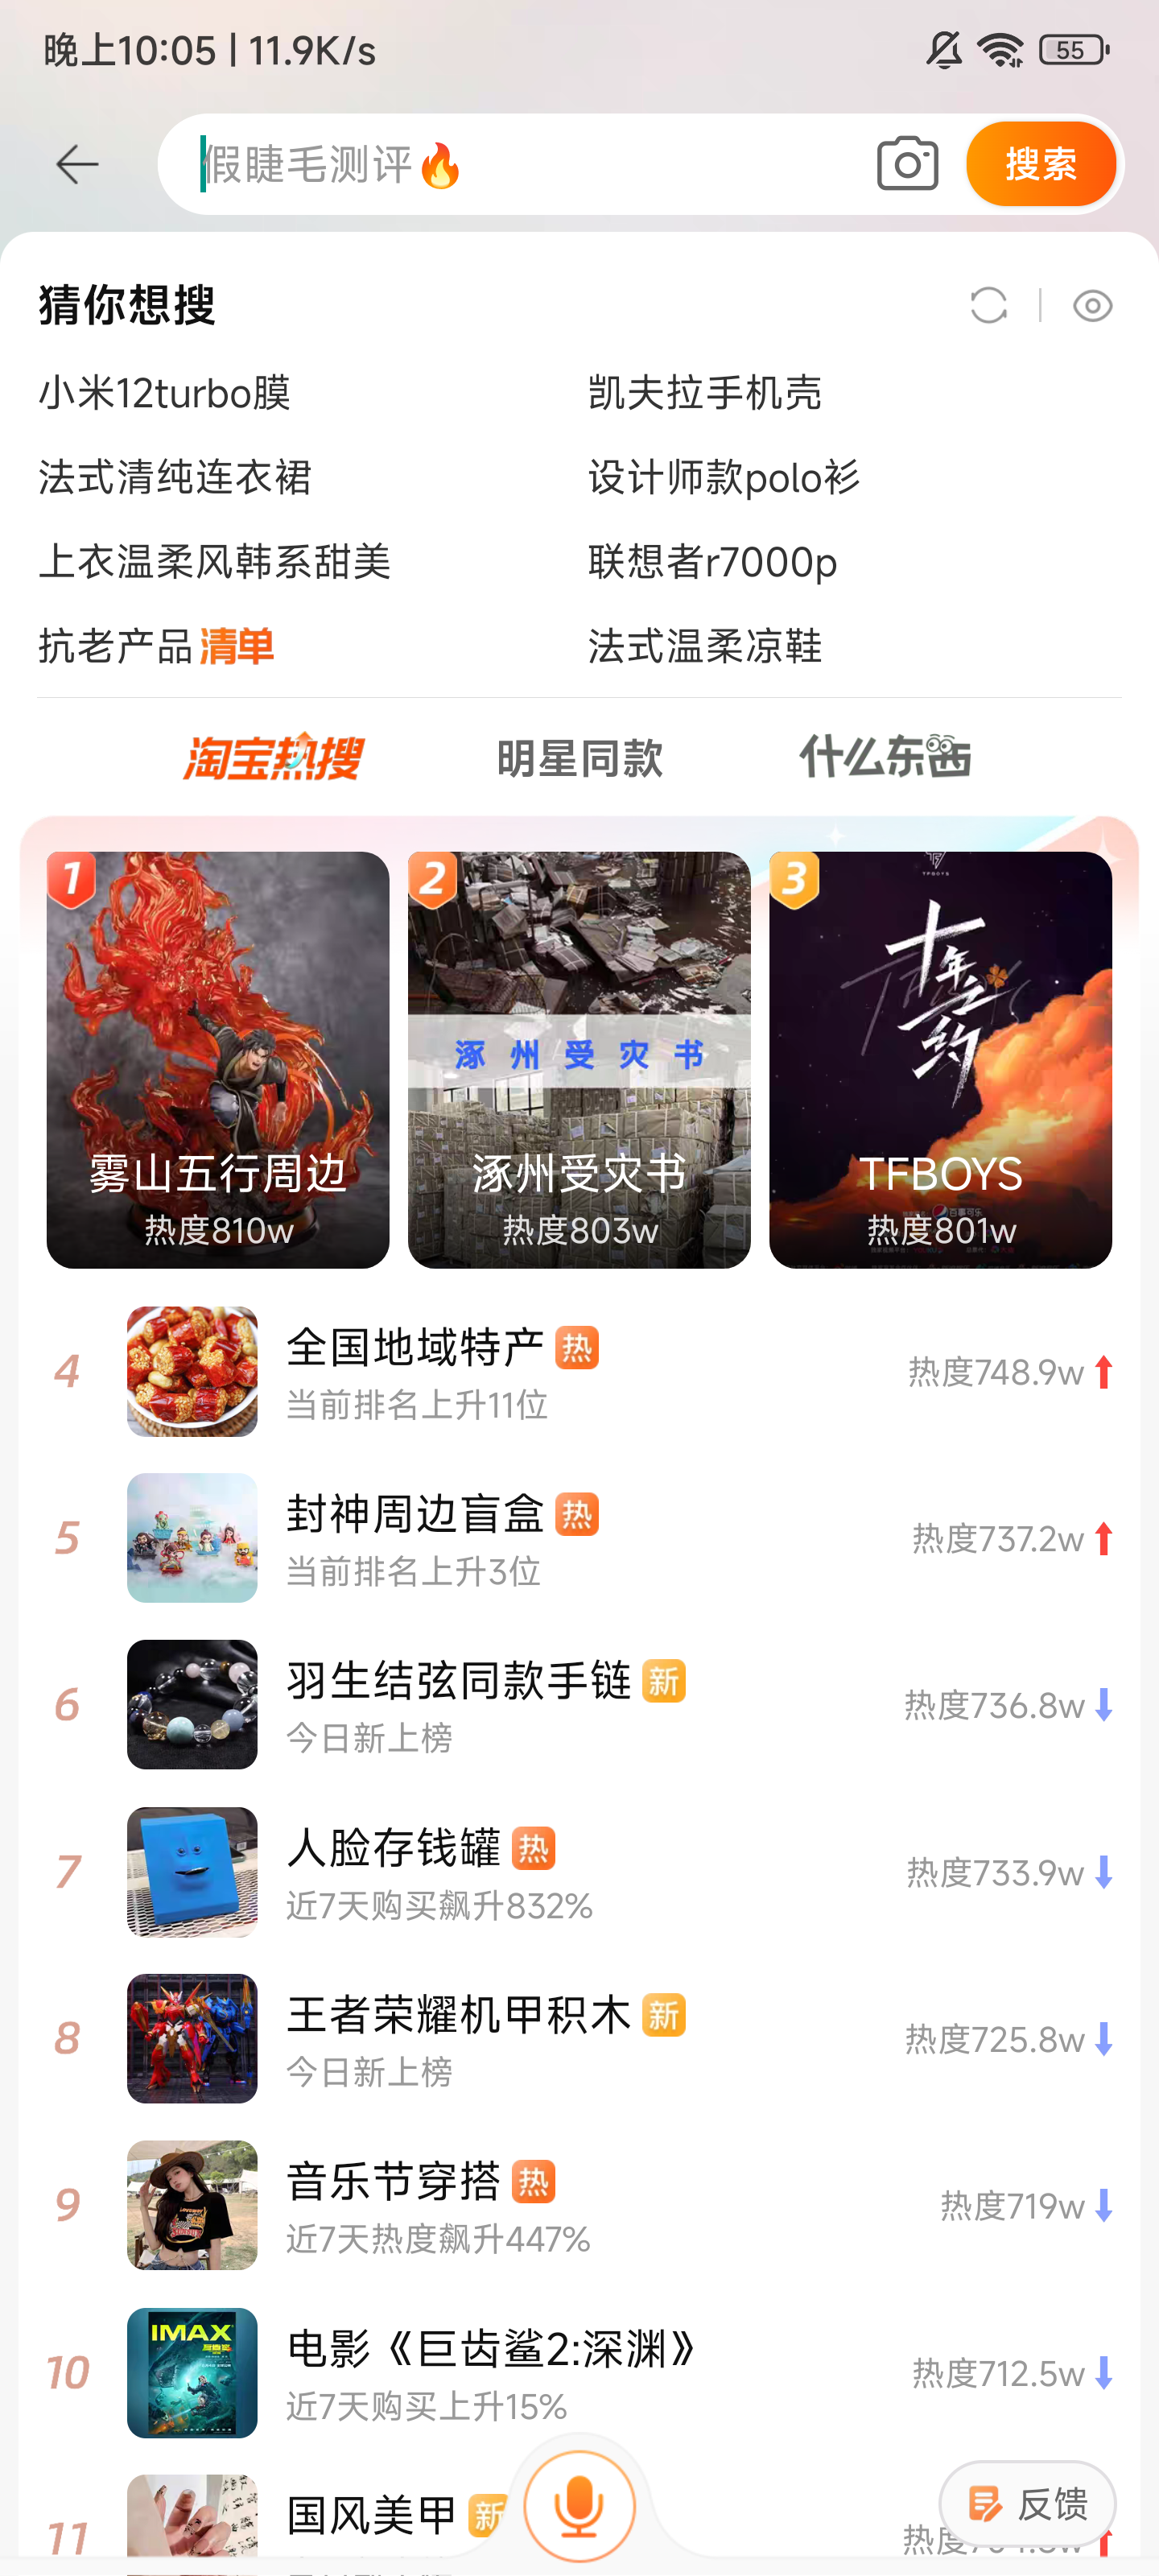 晚上10:05 | 11.9K/s
55
假睫毛测评🔥
搜索
猜你想搜
小米12turbo膜
凯夫拉手机壳
法式清纯连衣裙
设计师款polo衫
上衣温柔风韩系甜美
联想者r7000p
抗老产品清单
法式温柔凉鞋
淘宝热搜
明星同款
什么东西
1
雾山五行周边
热度810w
2
涿州受灾书
涿州受灾书
热度803w
3
TFBOYS
十年之约
TFBOYS
百事可乐
热度801w
4
全国地域特产 热
当前排名上升11位
热度748.9w
5
封神周边盲盒 热
当前排名上升3位
热度737.2w
6
羽生结弦同款手链 新
今日新上榜
热度736.8w
7
人脸存钱罐 热
近7天购买飙升832%
热度733.9w
8
王者荣耀机甲积木 新
今日新上榜
热度725.8w
9
音乐节穿搭 热
近7天热度飙升447%
热度719w
10
IMAX
电影《巨齿鲨2:深渊》
近7天购买上升15%
热度712.5w
11
国风美甲 新
热度
反馈